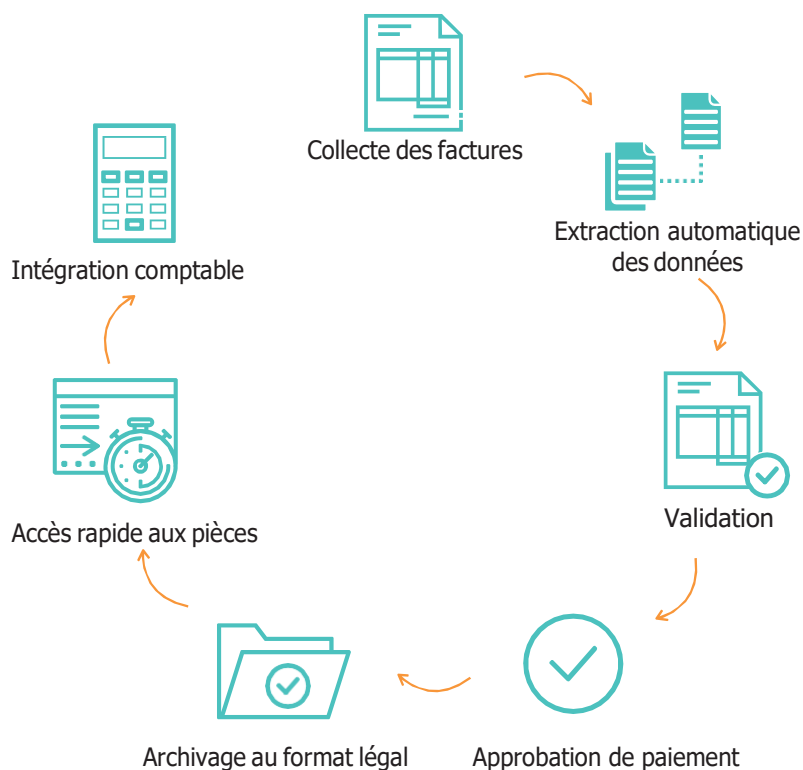 Collecte des factures
Extraction automatique
des données
Validation
Approbation de paiement
Archivage au format légal
Accès rapide aux pièces
Intégration comptable